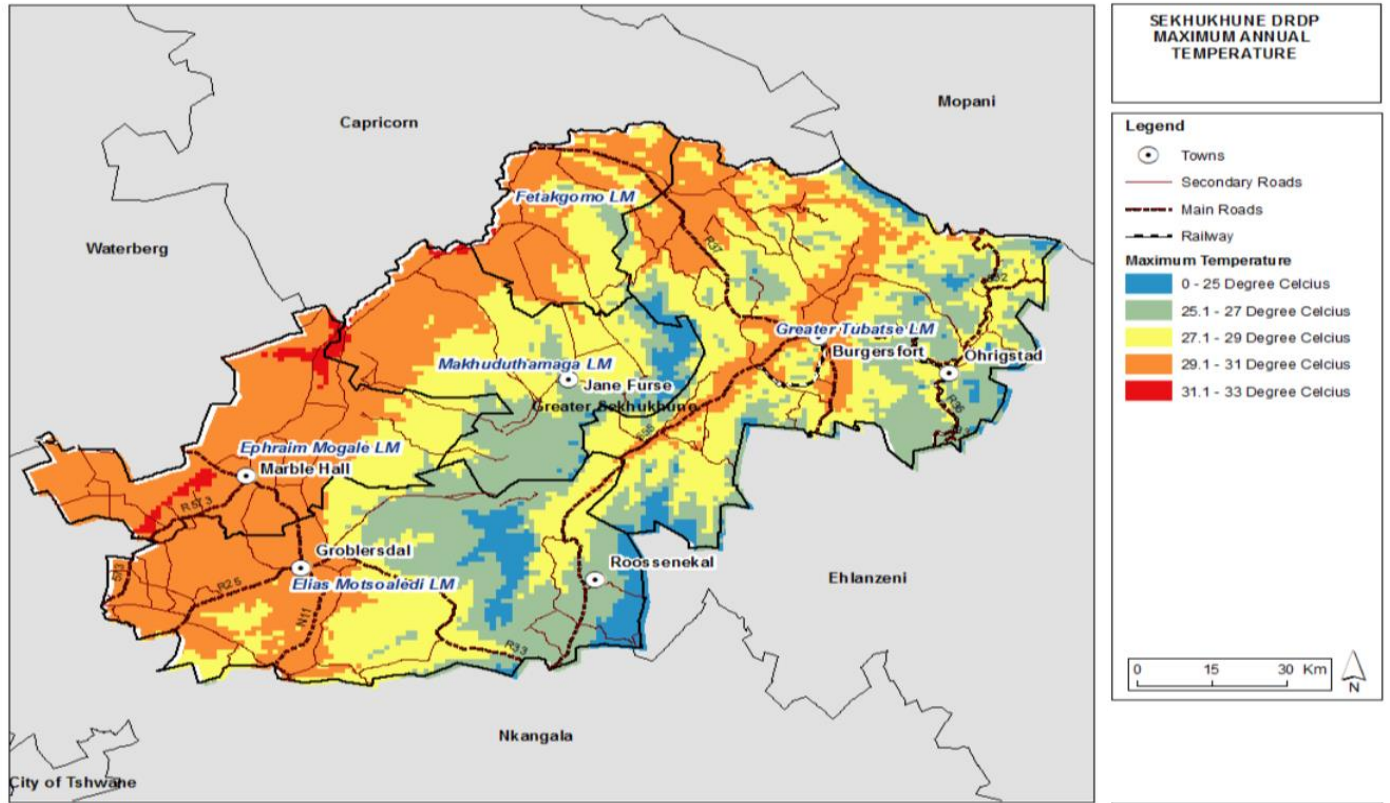 SEKHUKHUNE DRDP
MAXIMUM ANNUAL
TEMPERATURE
Legend
Towns
Secondary Roads
Main Roads
Railway
Maximum Temperature
0 - 25 Degree Celcius
25.1 - 27 Degree Celcius
27.1 - 29 Degree Celcius
29.1 - 31 Degree Celcius
31.1 - 33 Degree Celcius
0 15 30 Km
N
Mopani
Capricorn
Fetakgomo LM
Waterberg
R37
Greater Tubatse LM
Burgersfort
Ohrigstad
Makhuduthamaga LM
Jane Furse
Greater Sekhukhune
R36
R555
Ephraim Mogale LM
Marble Hall
R573
Groblersdal
Roossenekal
Elias Motsoaledi LM
R25
N11
R33
Ehlanzeni
Nkangala
City of Tshwane